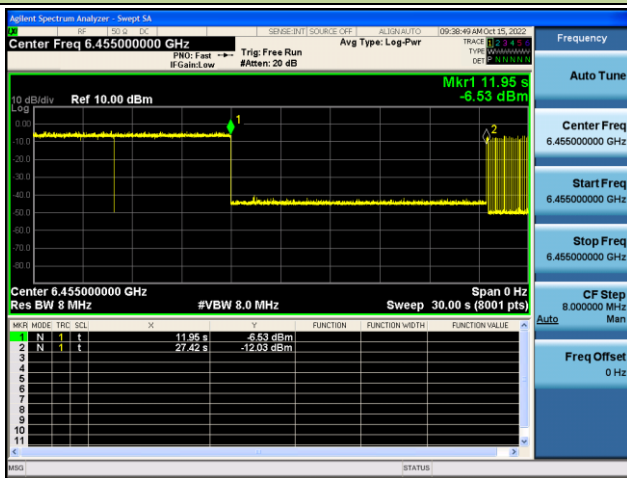 Agilent Spectrum Analyzer - Swept SA
RF 50 Ω DC SENSE:INT SOURCE OFF ALIGN AUTO 09:38:49 AM Oct 15, 2022
Center Freq 6.455000000 GHz Avg Type: Log-Pwr TRACE 1 2 3 4 5 6
PNO: Fast Trig: Free Run TYPE
IFGain:Low #Atten: 20 dB DET P N N N N N
Mkr1 11.95 s
10 dB/div Ref 10.00 dBm -6.53 dBm
Log
0.00
-10.0
-20.0
-30.0
-40.0
-50.0
-60.0
-80.0
1
2
Center 6.455000000 GHz Span 0 Hz
Res BW 8 MHz #VBW 8.0 MHz Sweep 30.00 s (8001 pts)
MKR MODE TRC SCL X Y FUNCTION FUNCTION WIDTH FUNCTION VALUE
1 N 1 t 11.95 s -6.53 dBm
2 N 1 t 27.42 s -12.03 dBm
3
4
5
6
7
8
9
10
11
MSG STATUS
Frequency
Auto Tune
Center Freq
6.455000000 GHz
Start Freq
6.455000000 GHz
Stop Freq
6.455000000 GHz
CF Step
8.000000 MHz
Auto Man
Freq Offset
0 Hz